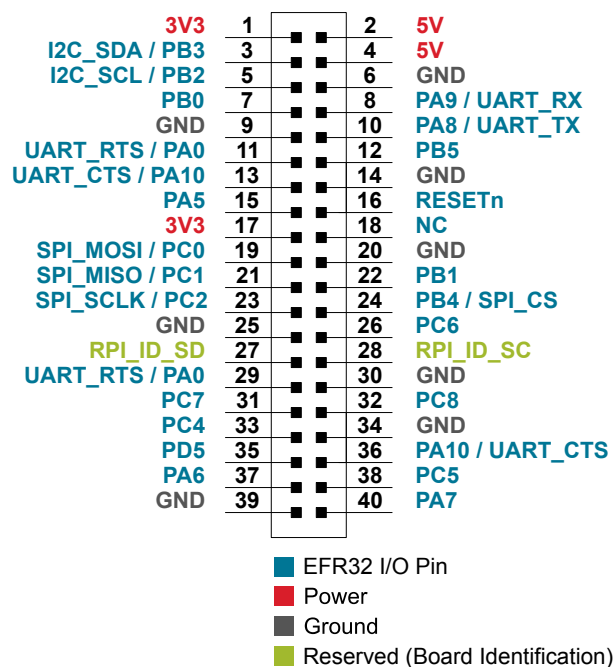 3V3 1 2 5V
I2C_SDA / PB3 3 4 5V
I2C_SCL / PB2 5 6 GND
PB0 7 8 PA9 / UART_RX
GND 9 10 PA8 / UART_TX
UART_RTS / PA0 11 12 PB5
UART_CTS / PA10 13 14 GND
PA5 15 16 RESETn
3V3 17 18 NC
SPI_MOSI / PC0 19 20 GND
SPI_MISO / PC1 21 22 PB1
SPI_SCLK / PC2 23 24 PB4 / SPI_CS
GND 25 26 PC6
RPI_ID_SD 27 28 RPI_ID_SC
UART_RTS / PA0 29 30 GND
PC7 31 32 PC8
PC4 33 34 GND
PD5 35 36 PA10 / UART_CTS
PA6 37 38 PC5
GND 39 40 PA7
EFR32 I/O Pin
Power
Ground
Reserved (Board Identification)